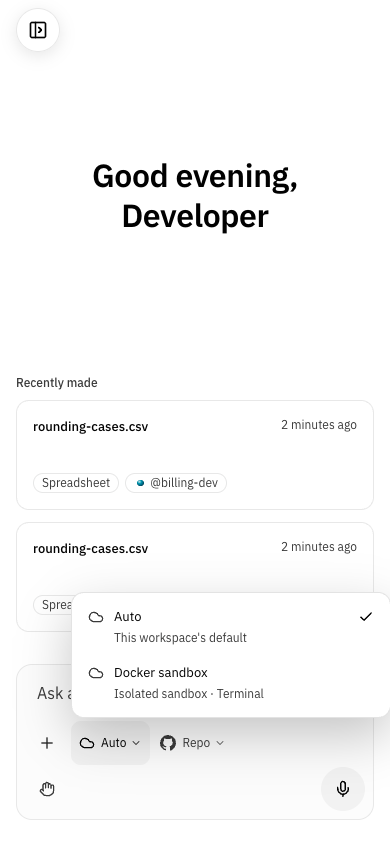 Good evening,
Developer
Recently made
rounding-cases.csv
2 minutes ago
Spreadsheet
@billing-dev
rounding-cases.csv
2 minutes ago
Auto
This workspace's default
Docker sandbox
Isolated sandbox · Terminal
Ask
Auto
Repo